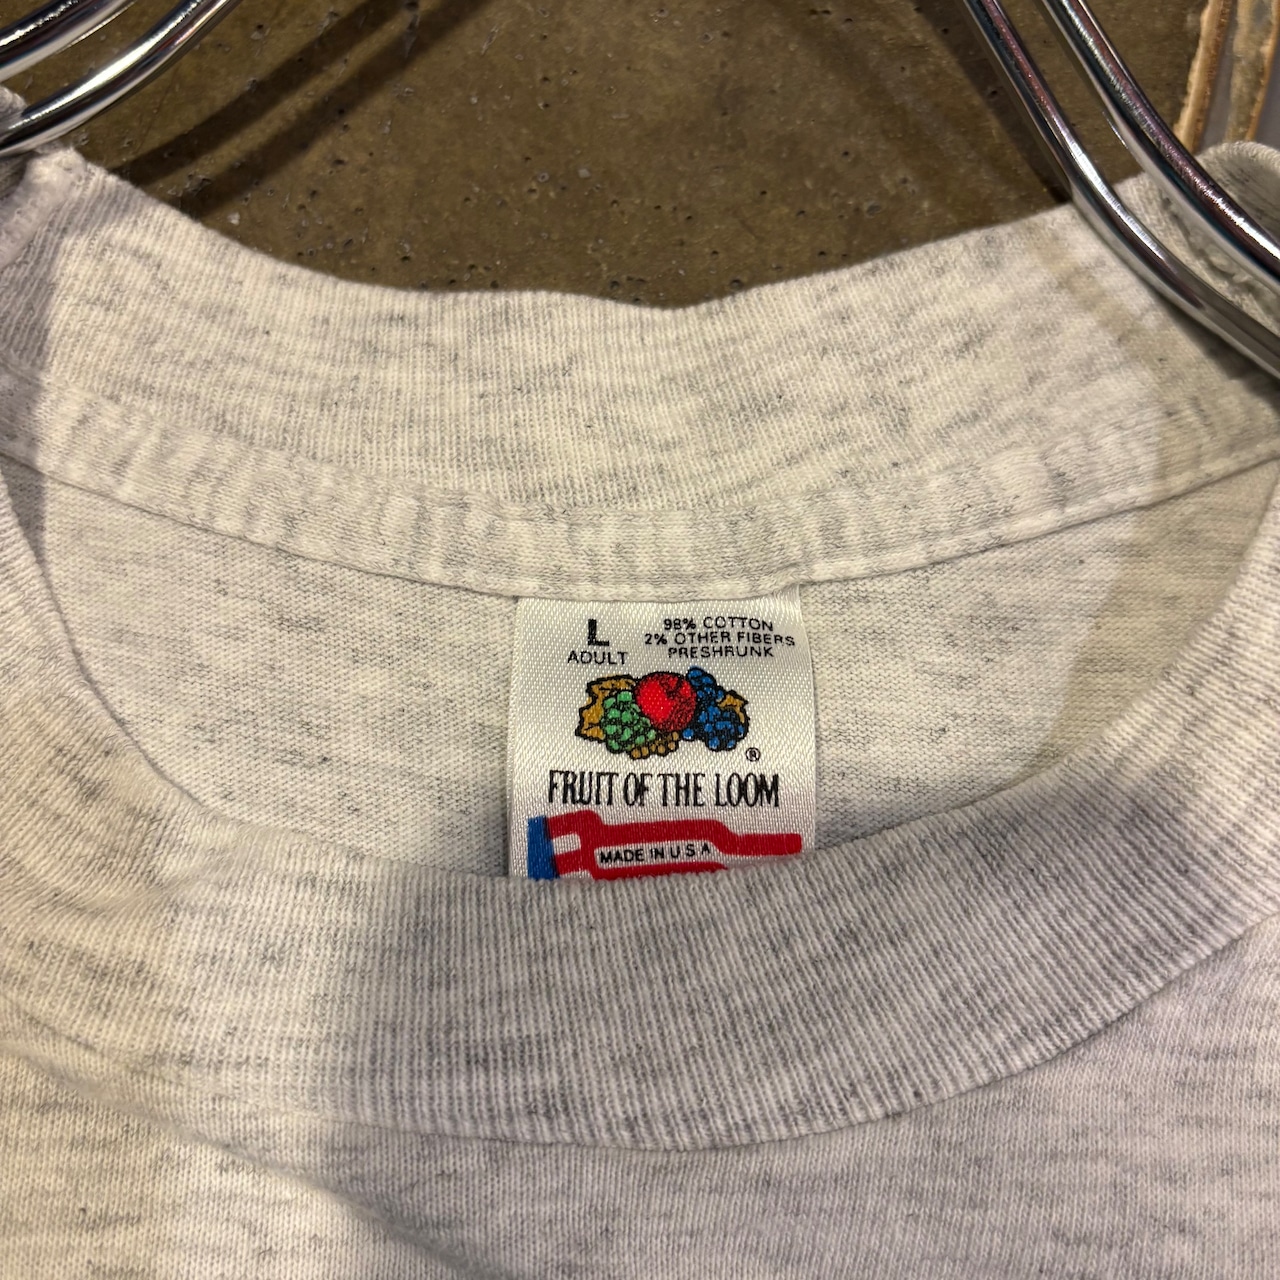 L
ADULT
98% COTTON
2% OTHER FIBERS
PRESHRUNK
®
FRUIT OF THE LOOM
MADE IN U S A